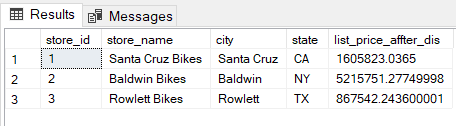 Results Messages
store_id store_name city state list_price_affter_dis
1 1 Santa Cruz Bikes Santa Cruz CA 1605823.0365
2 2 Baldwin Bikes Baldwin NY 5215751.27749998
3 3 Rowlett Bikes Rowlett TX 867542.243600001